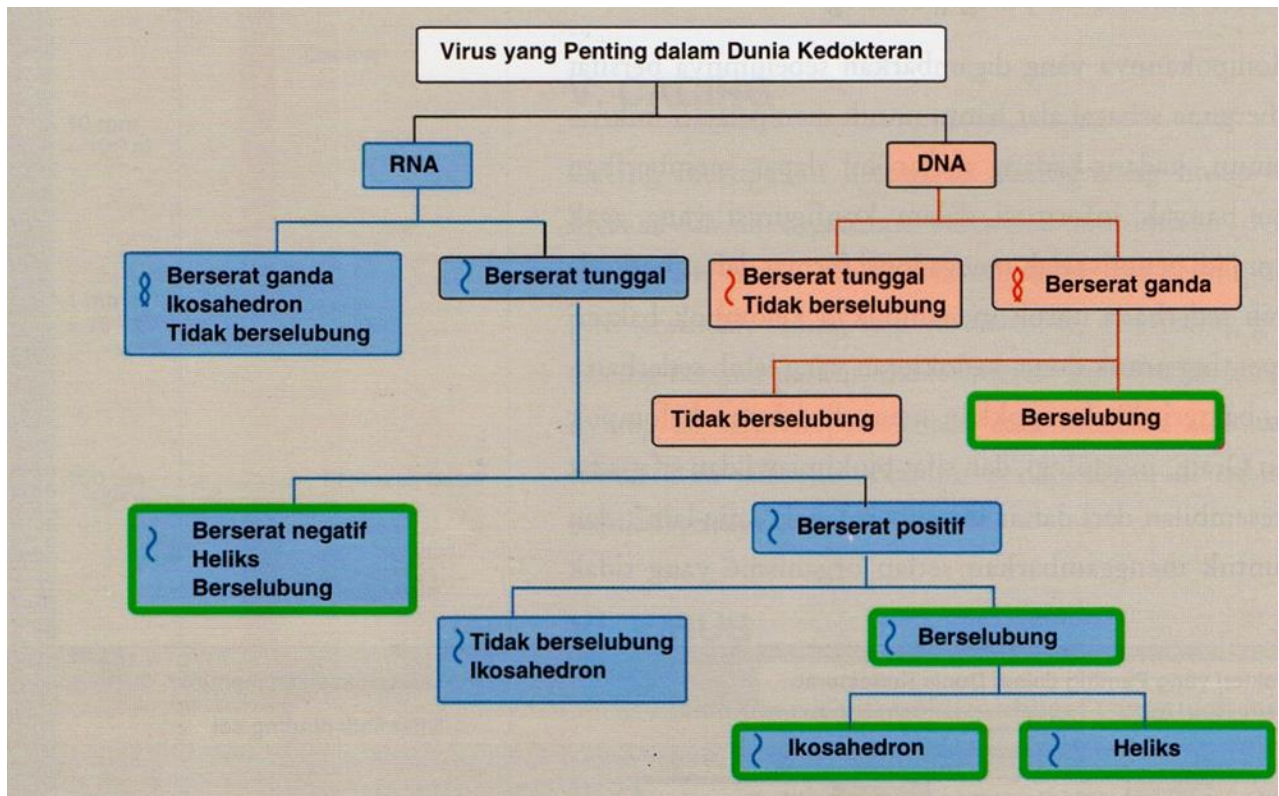 Virus yang Penting dalam Dunia Kedokteran
RNA
DNA
Berserat ganda
Ikosahedron
Tidak berselubung
Berserat tunggal
Berserat tunggal
Tidak berselubung
Berserat ganda
Tidak berselubung
Berselubung
Berserat negatif
Heliks
Berselubung
Berserat positif
Tidak berselubung
Ikosahedron
Berselubung
Ikosahedron
Heliks